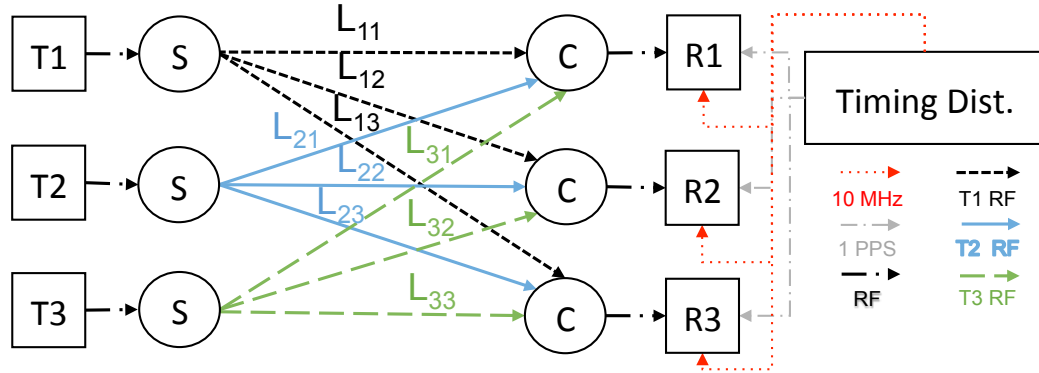 T1
S
L11
L12
L13
C
R1
Timing Dist.
T2
S
L21
L22
L23
L31
C
R2
T3
S
L32
L33
C
R3
10 MHz
1 PPS
RF
T1 RF
T2 RF
T3 RF